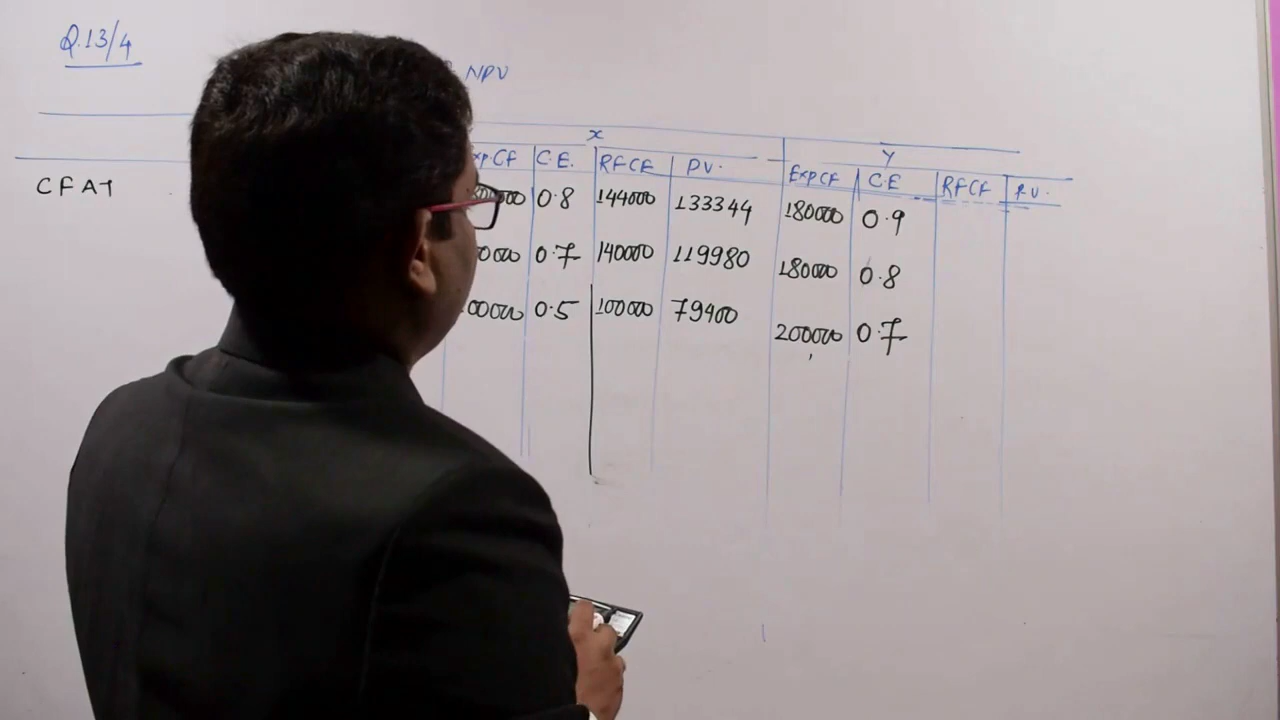 Q.13/4
NPV
X Y
CF C.E. RFCF PV. Exp CF C.E RFCF P.V.
CFAT 0.8 144000 133344 180000 0.9
0.7 140000 119980 180000 0.8
0.5 100000 79400 200000 0.7